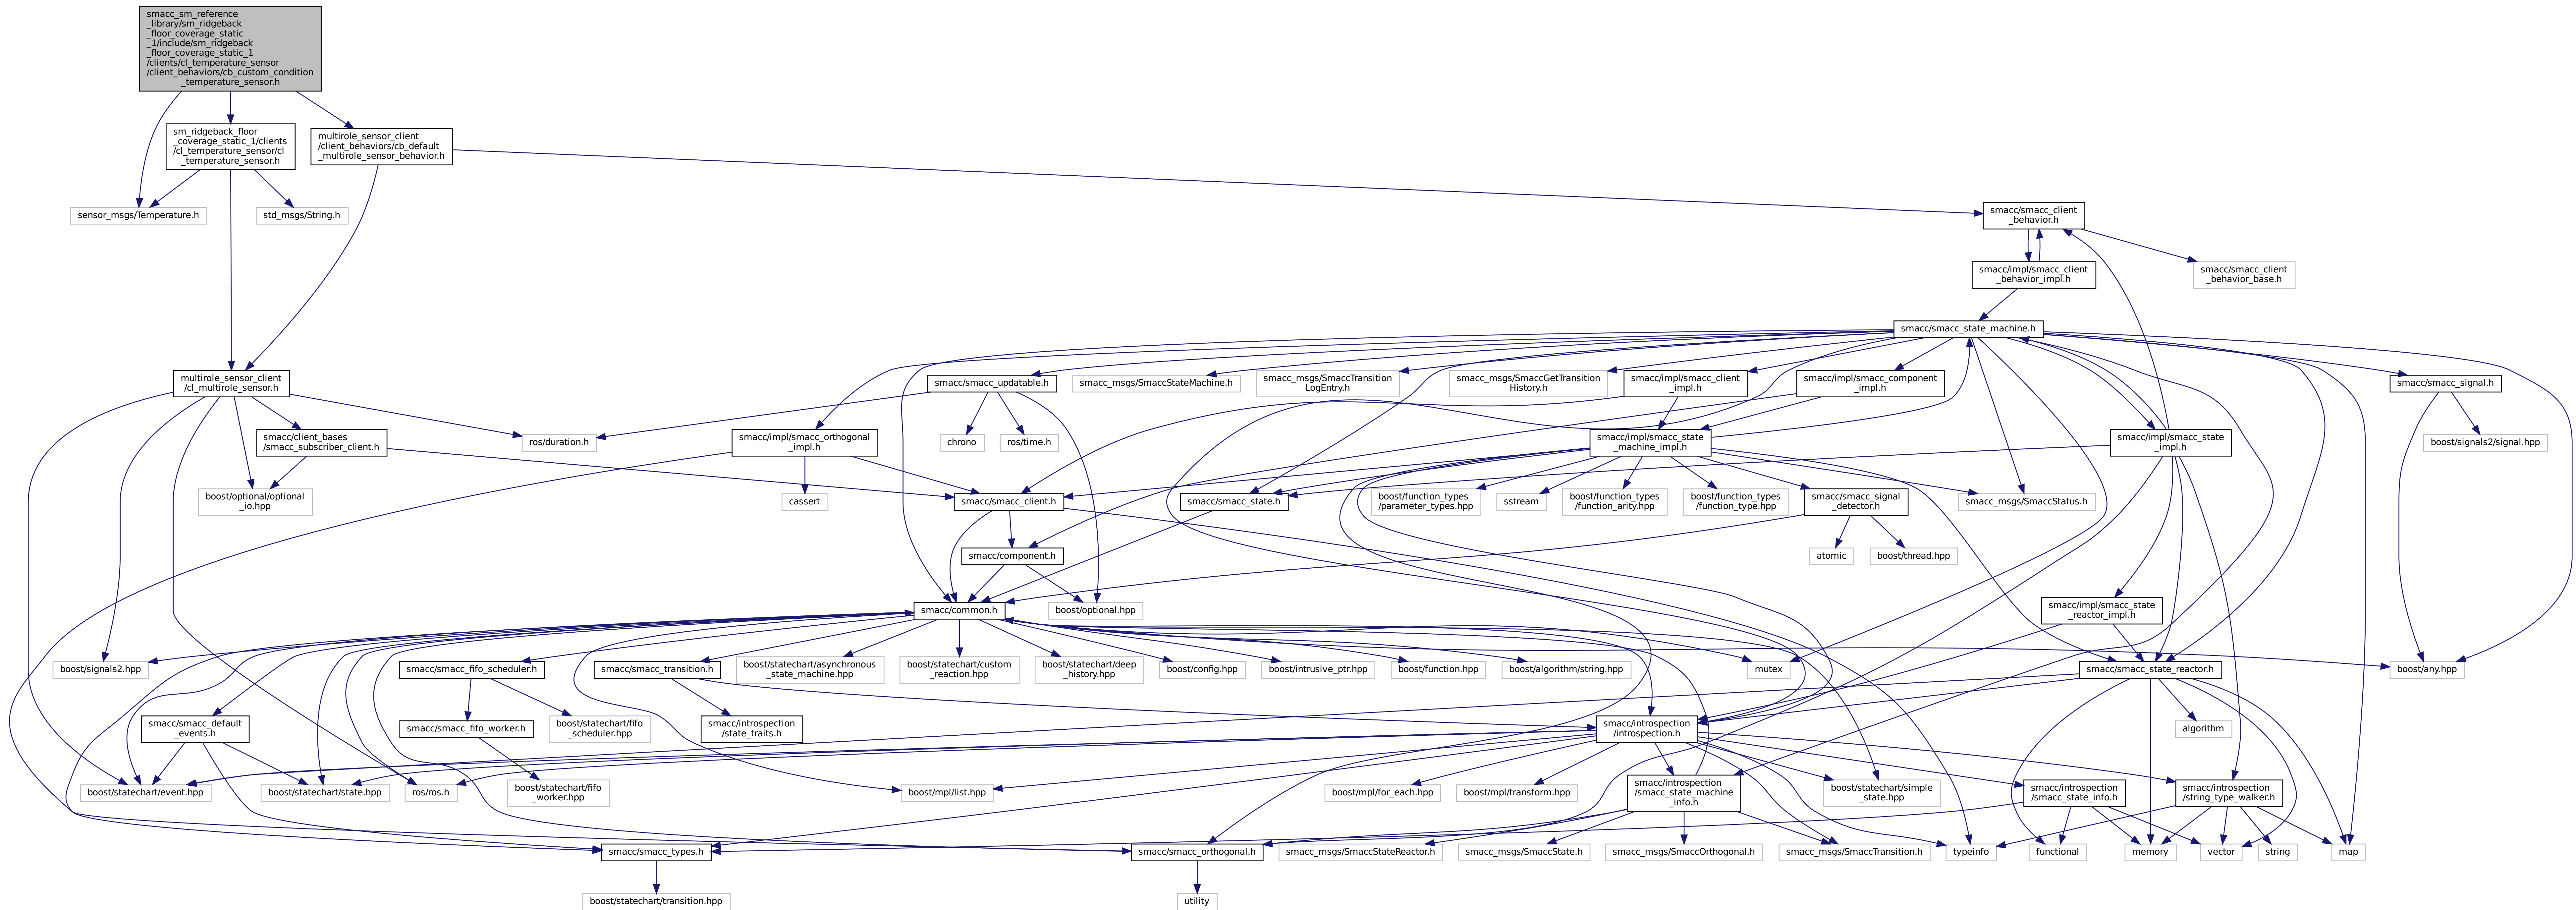 smacc_sm_reference
_library/sm_ridgeback
_floor_coverage_static
_1/include/sm_ridgeback
_floor_coverage_static_1
/clients/cl_temperature_sensor
/client_behaviors/cb_custom_condition
_temperature_sensor.h
sm_ridgeback_floor
_coverage_static_1/clients
/cl_temperature_sensor/cl
_temperature_sensor.h
multirole_sensor_client
/client_behaviors/cb_default
_multirole_sensor_behavior.h
sensor_msgs/Temperature.h
std_msgs/String.h
smacc/smacc_client
_behavior.h
smacc/impl/smacc_client
_behavior_impl.h
smacc/smacc_client
_behavior_base.h
smacc/smacc_state_machine.h
multirole_sensor_client
/cl_multirole_sensor.h
smacc/smacc_updatable.h
smacc_msgs/SmaccStateMachine.h
smacc_msgs/SmaccTransition
LogEntry.h
smacc_msgs/SmaccGetTransition
History.h
smacc/impl/smacc_client
_impl.h
smacc/impl/smacc_component
_impl.h
smacc/smacc_signal.h
smacc/client_bases
/smacc_subscriber_client.h
ros/duration.h
smacc/impl/smacc_orthogonal
_impl.h
chrono
ros/time.h
smacc/impl/smacc_state
_machine_impl.h
smacc/impl/smacc_state
_impl.h
boost/signals2/signal.hpp
boost/optional/optional
_io.hpp
cassert
smacc/smacc_client.h
smacc/smacc_state.h
boost/function_types
/parameter_types.hpp
sstream
boost/function_types
/function_arity.hpp
boost/function_types
/function_type.hpp
smacc/smacc_signal
_detector.h
smacc_msgs/SmaccStatus.h
smacc/component.h
atomic
boost/thread.hpp
smacc/common.h
boost/optional.hpp
smacc/impl/smacc_state
_reactor_impl.h
boost/signals2.hpp
smacc/smacc_fifo_scheduler.h
smacc/smacc_transition.h
boost/statechart/asynchronous
_state_machine.hpp
boost/statechart/custom
_reaction.hpp
boost/statechart/deep
_history.hpp
boost/config.hpp
boost/intrusive_ptr.hpp
boost/function.hpp
boost/algorithm/string.hpp
mutex
smacc/smacc_state_reactor.h
boost/any.hpp
smacc/smacc_default
_events.h
smacc/smacc_fifo_worker.h
boost/statechart/fifo
_scheduler.hpp
smacc/introspection
/state_traits.h
smacc/introspection
/introspection.h
algorithm
boost/statechart/event.hpp
boost/statechart/state.hpp
ros/ros.h
boost/statechart/fifo
_worker.hpp
boost/mpl/list.hpp
boost/mpl/for_each.hpp
boost/mpl/transform.hpp
smacc/introspection
/smacc_state_machine
_info.h
boost/statechart/simple
_state.hpp
smacc/introspection
/smacc_state_info.h
smacc/introspection
/string_type_walker.h
smacc/smacc_types.h
smacc/smacc_orthogonal.h
smacc_msgs/SmaccStateReactor.h
smacc_msgs/SmaccState.h
smacc_msgs/SmaccOrthogonal.h
smacc_msgs/SmaccTransition.h
typeinfo
functional
memory
vector
string
map
boost/statechart/transition.hpp
utility